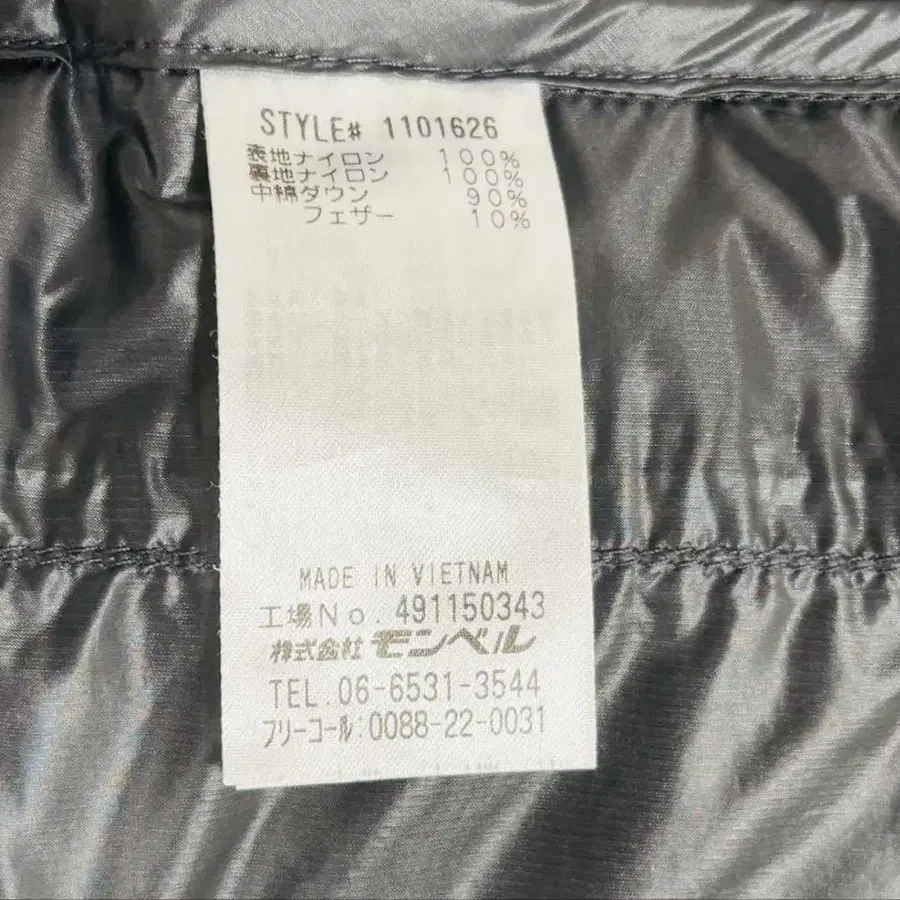 STYLE# 1101626
表地ナイロン 100%
裏地ナイロン 100%
中綿ダウン 90%
フェザー 10%
MADE IN VIETNAM
工場No. 491150343
株式会社 モンベル
TEL. 06-6531-3544
フリーコール: 0088-22-0031